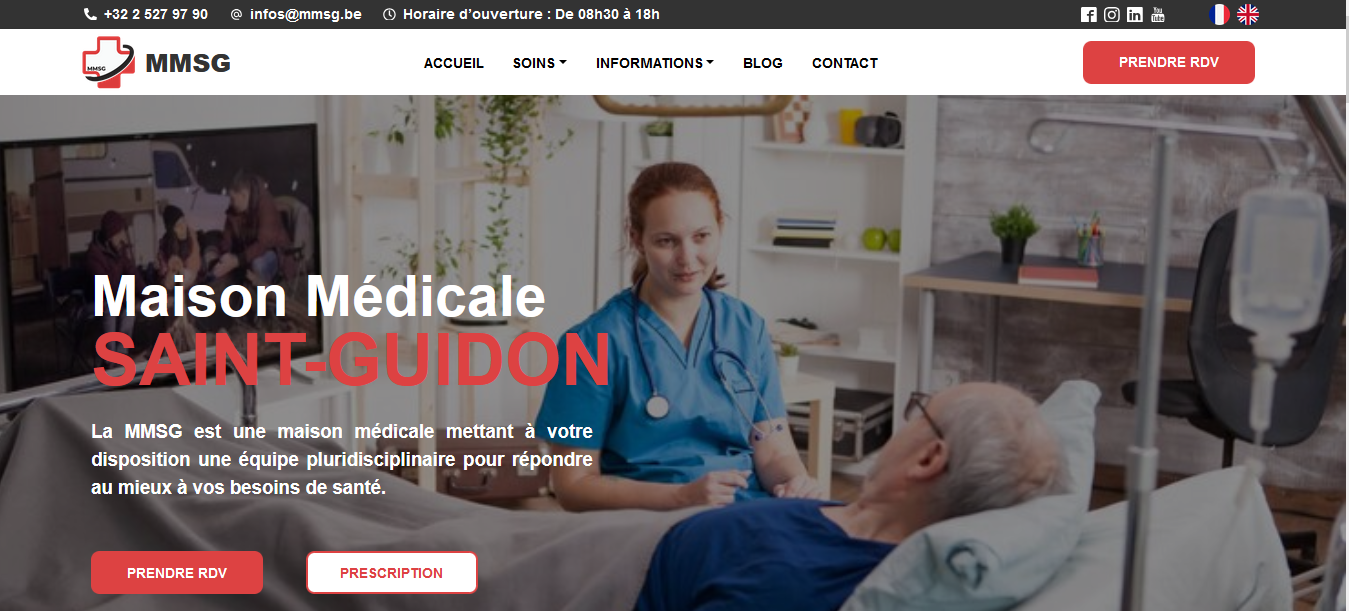 +32 2 527 97 90 infos@mmsg.be Horaire d’ouverture : De 08h30 à 18h
MMSG MMSG ACCUEIL SOINS INFORMATIONS BLOG CONTACT PRENDRE RDV
Maison Médicale
SAINT-GUIDON
La MMSG est une maison médicale mettant à votre
disposition une équipe pluridisciplinaire pour répondre
au mieux à vos besoins de santé.
PRENDRE RDV PRESCRIPTION